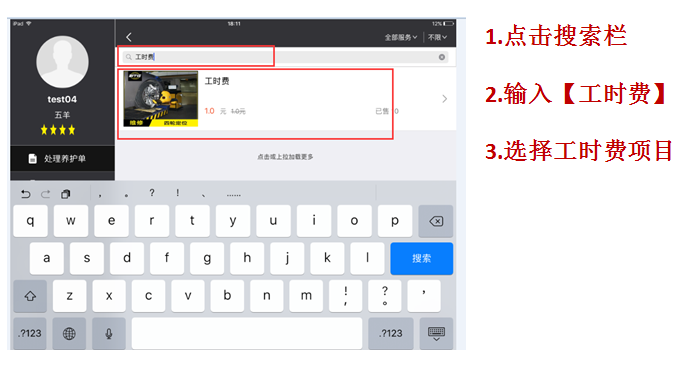 iPad
18:11
12%
全部服务
不限
工时费
test04
五羊
处理养护单
工时费
1.0 元 1.0元
已售 0
维修
四轮定位
点击或上拉加载更多
, 。 ? ! 、 ……
q w e r t y u i o p
a s d f g h j k l 搜索
z x c v b n m ! , ? 。 ,
.?123 .?123
1.点击搜索栏
2.输入【工时费】
3.选择工时费项目